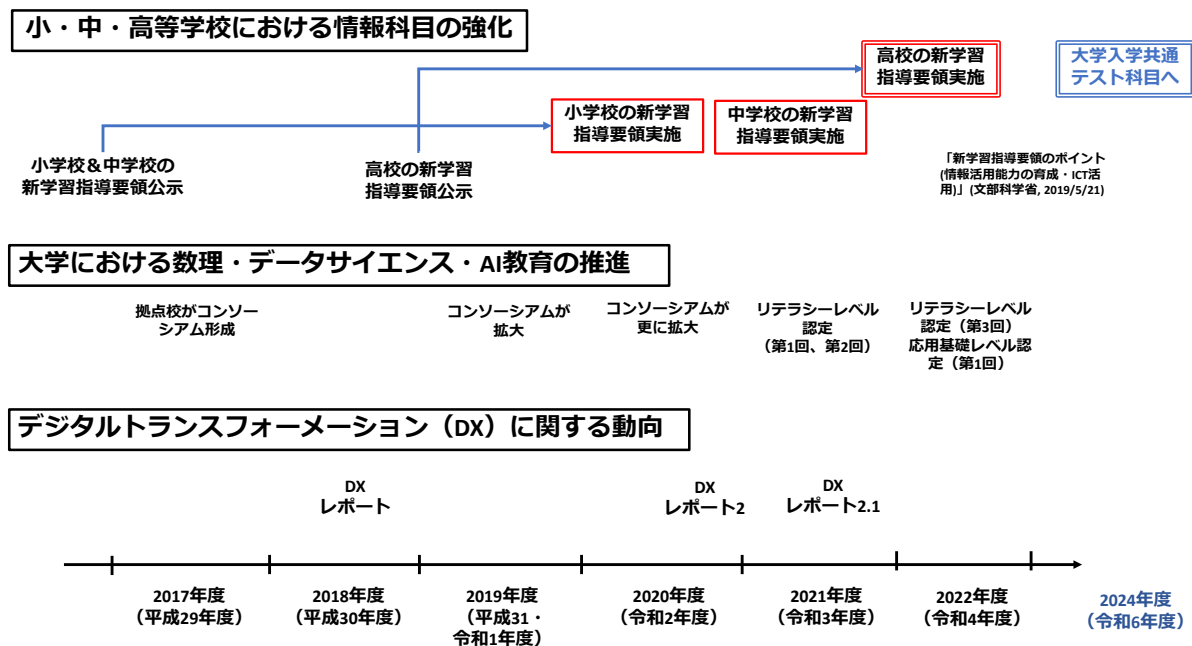 小・中・高等学校における情報科目の強化
高校の新学習
指導要領実施
大学入学共通
テスト科目へ
小学校の新学習
指導要領実施
中学校の新学習
指導要領実施
小学校&中学校の
新学習指導要領公示
高校の新学習
指導要領公示
「新学習指導要領のポイント
(情報活用能力の育成・ICT活
用)」(文部科学省, 2019/5/21)
大学における数理・データサイエンス・AI教育の推進
拠点校がコンソー
シアム形成
コンソーシアムが
拡大
コンソーシアムが
更に拡大
リテラシーレベル
認定
(第1回、第2回)
リテラシーレベル
認定(第3回)
応用基礎レベル認
定(第1回)
デジタルトランスフォーメーション(DX)に関する動向
DX
レポート
DX
レポート2
DX
レポート2.1
2017年度
(平成29年度)
2018年度
(平成30年度)
2019年度
(平成31・
令和1年度)
2020年度
(令和2年度)
2021年度
(令和3年度)
2022年度
(令和4年度)
2024年度
(令和6年度)